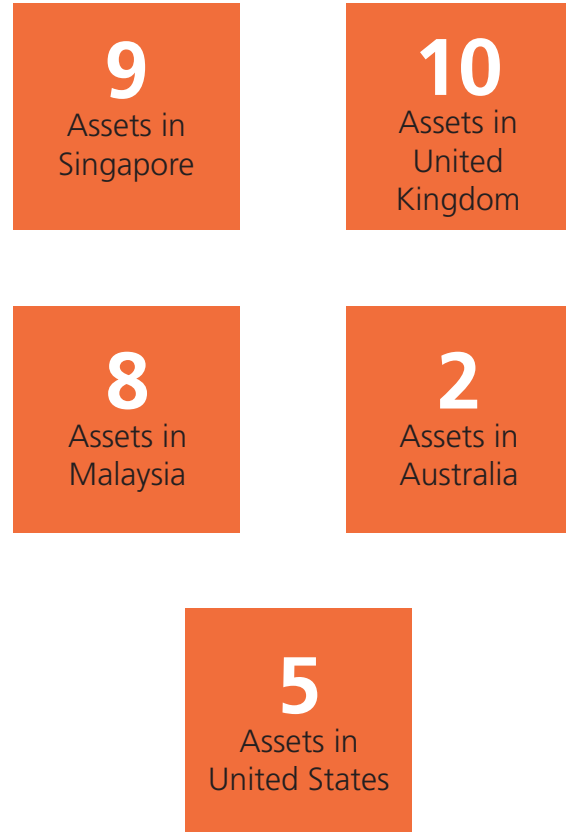 9
Assets in
Singapore
10
Assets in
United
Kingdom
8
Assets in
Malaysia
2
Assets in
Australia
5
Assets in
United States